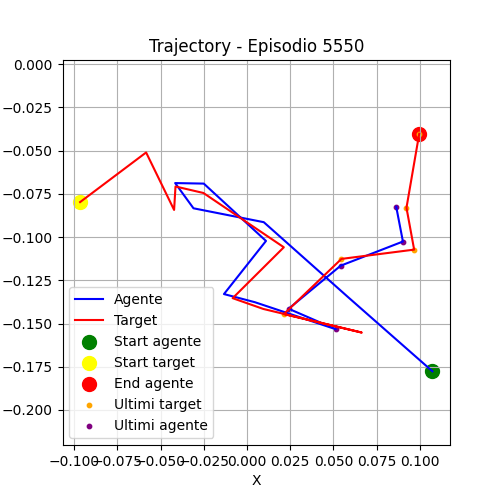 Trajectory - Episodio 5550
0.000
−0.025
−0.050
−0.075
−0.100
−0.125
−0.150
−0.175
−0.200
Agente
Target
Start agente
Start target
End agente
Ultimi target
Ultimi agente
−0.100 −0.075 −0.050 −0.025 0.000 0.025 0.050 0.075 0.100
X